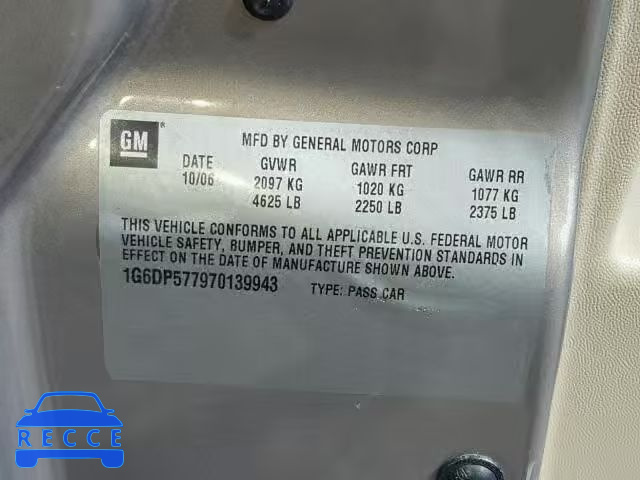 GM ®
MFD BY GENERAL MOTORS CORP
DATE GVWR GAWR FRT GAWR RR
10/06 2097 KG 1020 KG 1077 KG
4625 LB 2250 LB 2375 LB
THIS VEHICLE CONFORMS TO ALL APPLICABLE U.S. FEDERAL MOTOR
VEHICLE SAFETY, BUMPER, AND THEFT PREVENTION STANDARDS IN
EFFECT ON THE DATE OF MANUFACTURE SHOWN ABOVE.
1G6DP577970139943 TYPE: PASS CAR
RECCE